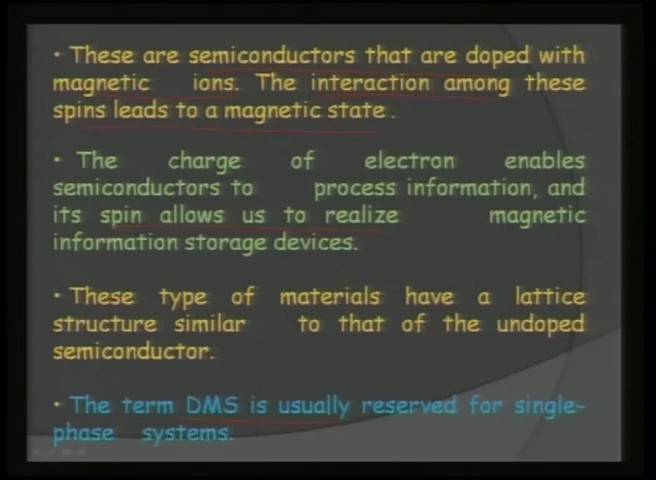 • These are semiconductors that are doped with
magnetic ions. The interaction among these
spins leads to a magnetic state.
• The charge of electron enables
semiconductors to process information, and
its spin allows us to realize magnetic
information storage devices.
• These type of materials have a lattice
structure similar to that of the undoped
semiconductor.
• The term DMS is usually reserved for single-
phase systems.